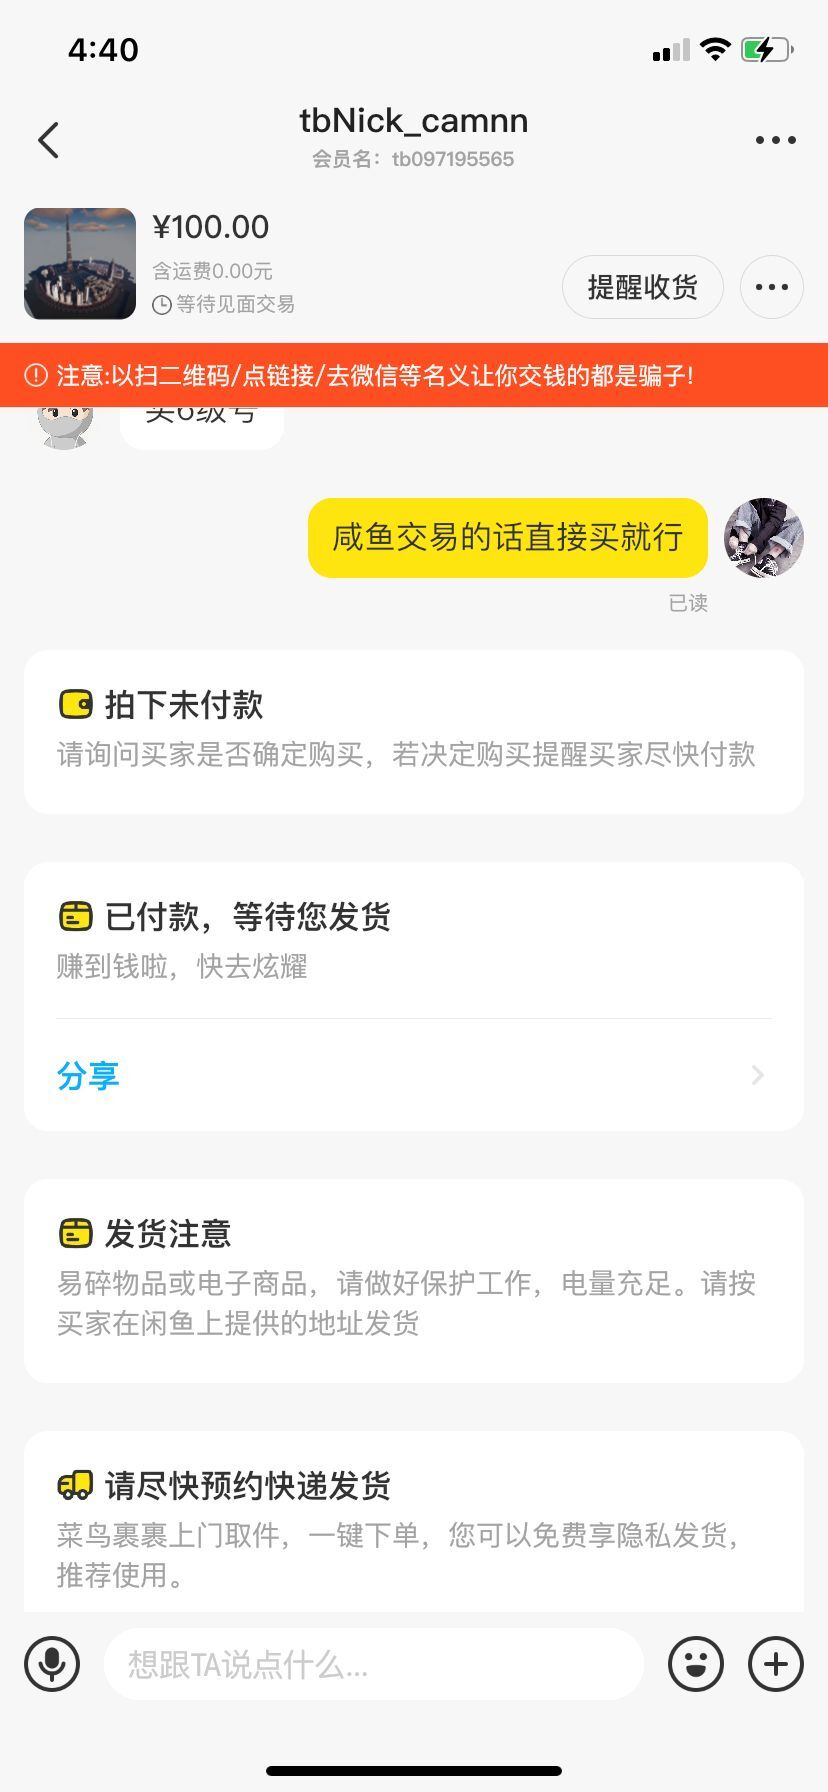 4:40
tbNick_camnn
会员名：tb097195565
¥100.00
含运费0.00元
等待见面交易
提醒收货
注意:以扫二维码/点链接/去微信等名义让你交钱的都是骗子!
买6级号
咸鱼交易的话直接买就行
已读
拍下未付款
请询问买家是否确定购买，若决定购买提醒买家尽快付款
已付款，等待您发货
赚到钱啦，快去炫耀
分享
发货注意
易碎物品或电子商品，请做好保护工作，电量充足。请按
买家在闲鱼上提供的地址发货
请尽快预约快递发货
菜鸟裹裹上门取件，一键下单，您可以免费享隐私发货，
推荐使用。
想跟TA说点什么...